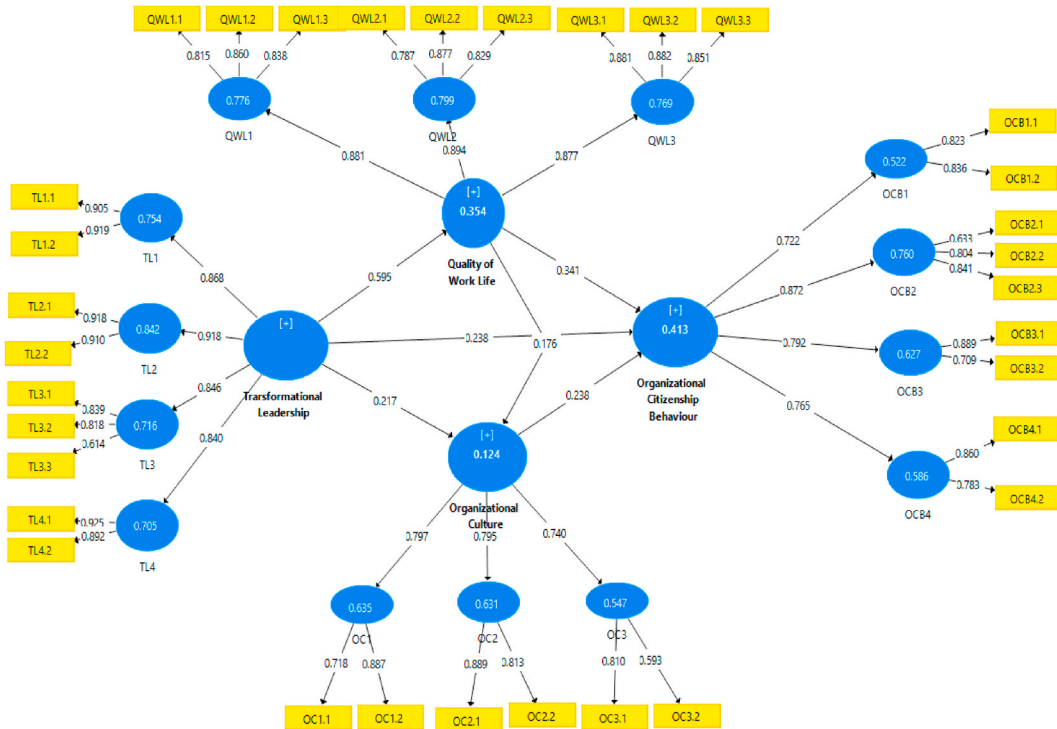 QWL1.1 QWL1.2 QWL1.3 QWL2.1 QWL2.2 QWL2.3 QWL3.1 QWL3.2 QWL3.3
0.815 0.860 0.838 0.787 0.877 0.829 0.881 0.882 0.851
0.776 0.799 0.769
QWL1 QWL2 QWL3
0.881 0.894 0.877
OCB1.1
0.823
0.522
0.836
OCB1.2
OCB1
TL1.1
0.905
0.754
0.919
TL1.2
TL1
0.868
[+]
0.354
Quality of
Work Life
0.595
0.341
0.722
OCB2.1
0.633
0.760
0.804
OCB2.2
0.841
OCB2.3
OCB2
0.872
TL2.1
0.918
0.842
0.910
TL2.2
TL2
0.918
[+]
Transformational
Leadership
0.238
0.176
[+]
0.413
Organizational
Citizenship
Behaviour
0.792
0.627
OCB3
0.889
OCB3.1
0.709
OCB3.2
0.846
TL3.1
0.839
TL3.2
0.818
0.716
0.614
TL3.3
TL3
0.840
0.217
0.238
0.765
[+]
0.124
Organizational
Culture
OCB4.1
0.860
0.586
0.783
OCB4.2
OCB4
TL4.1
0.925
0.705
0.892
TL4.2
TL4
0.797 0.795 0.740
0.635 0.631 0.547
OC1 OC2 OC3
0.718 0.887 0.889 0.813 0.810 0.593
OC1.1 OC1.2 OC2.1 OC2.2 OC3.1 OC3.2